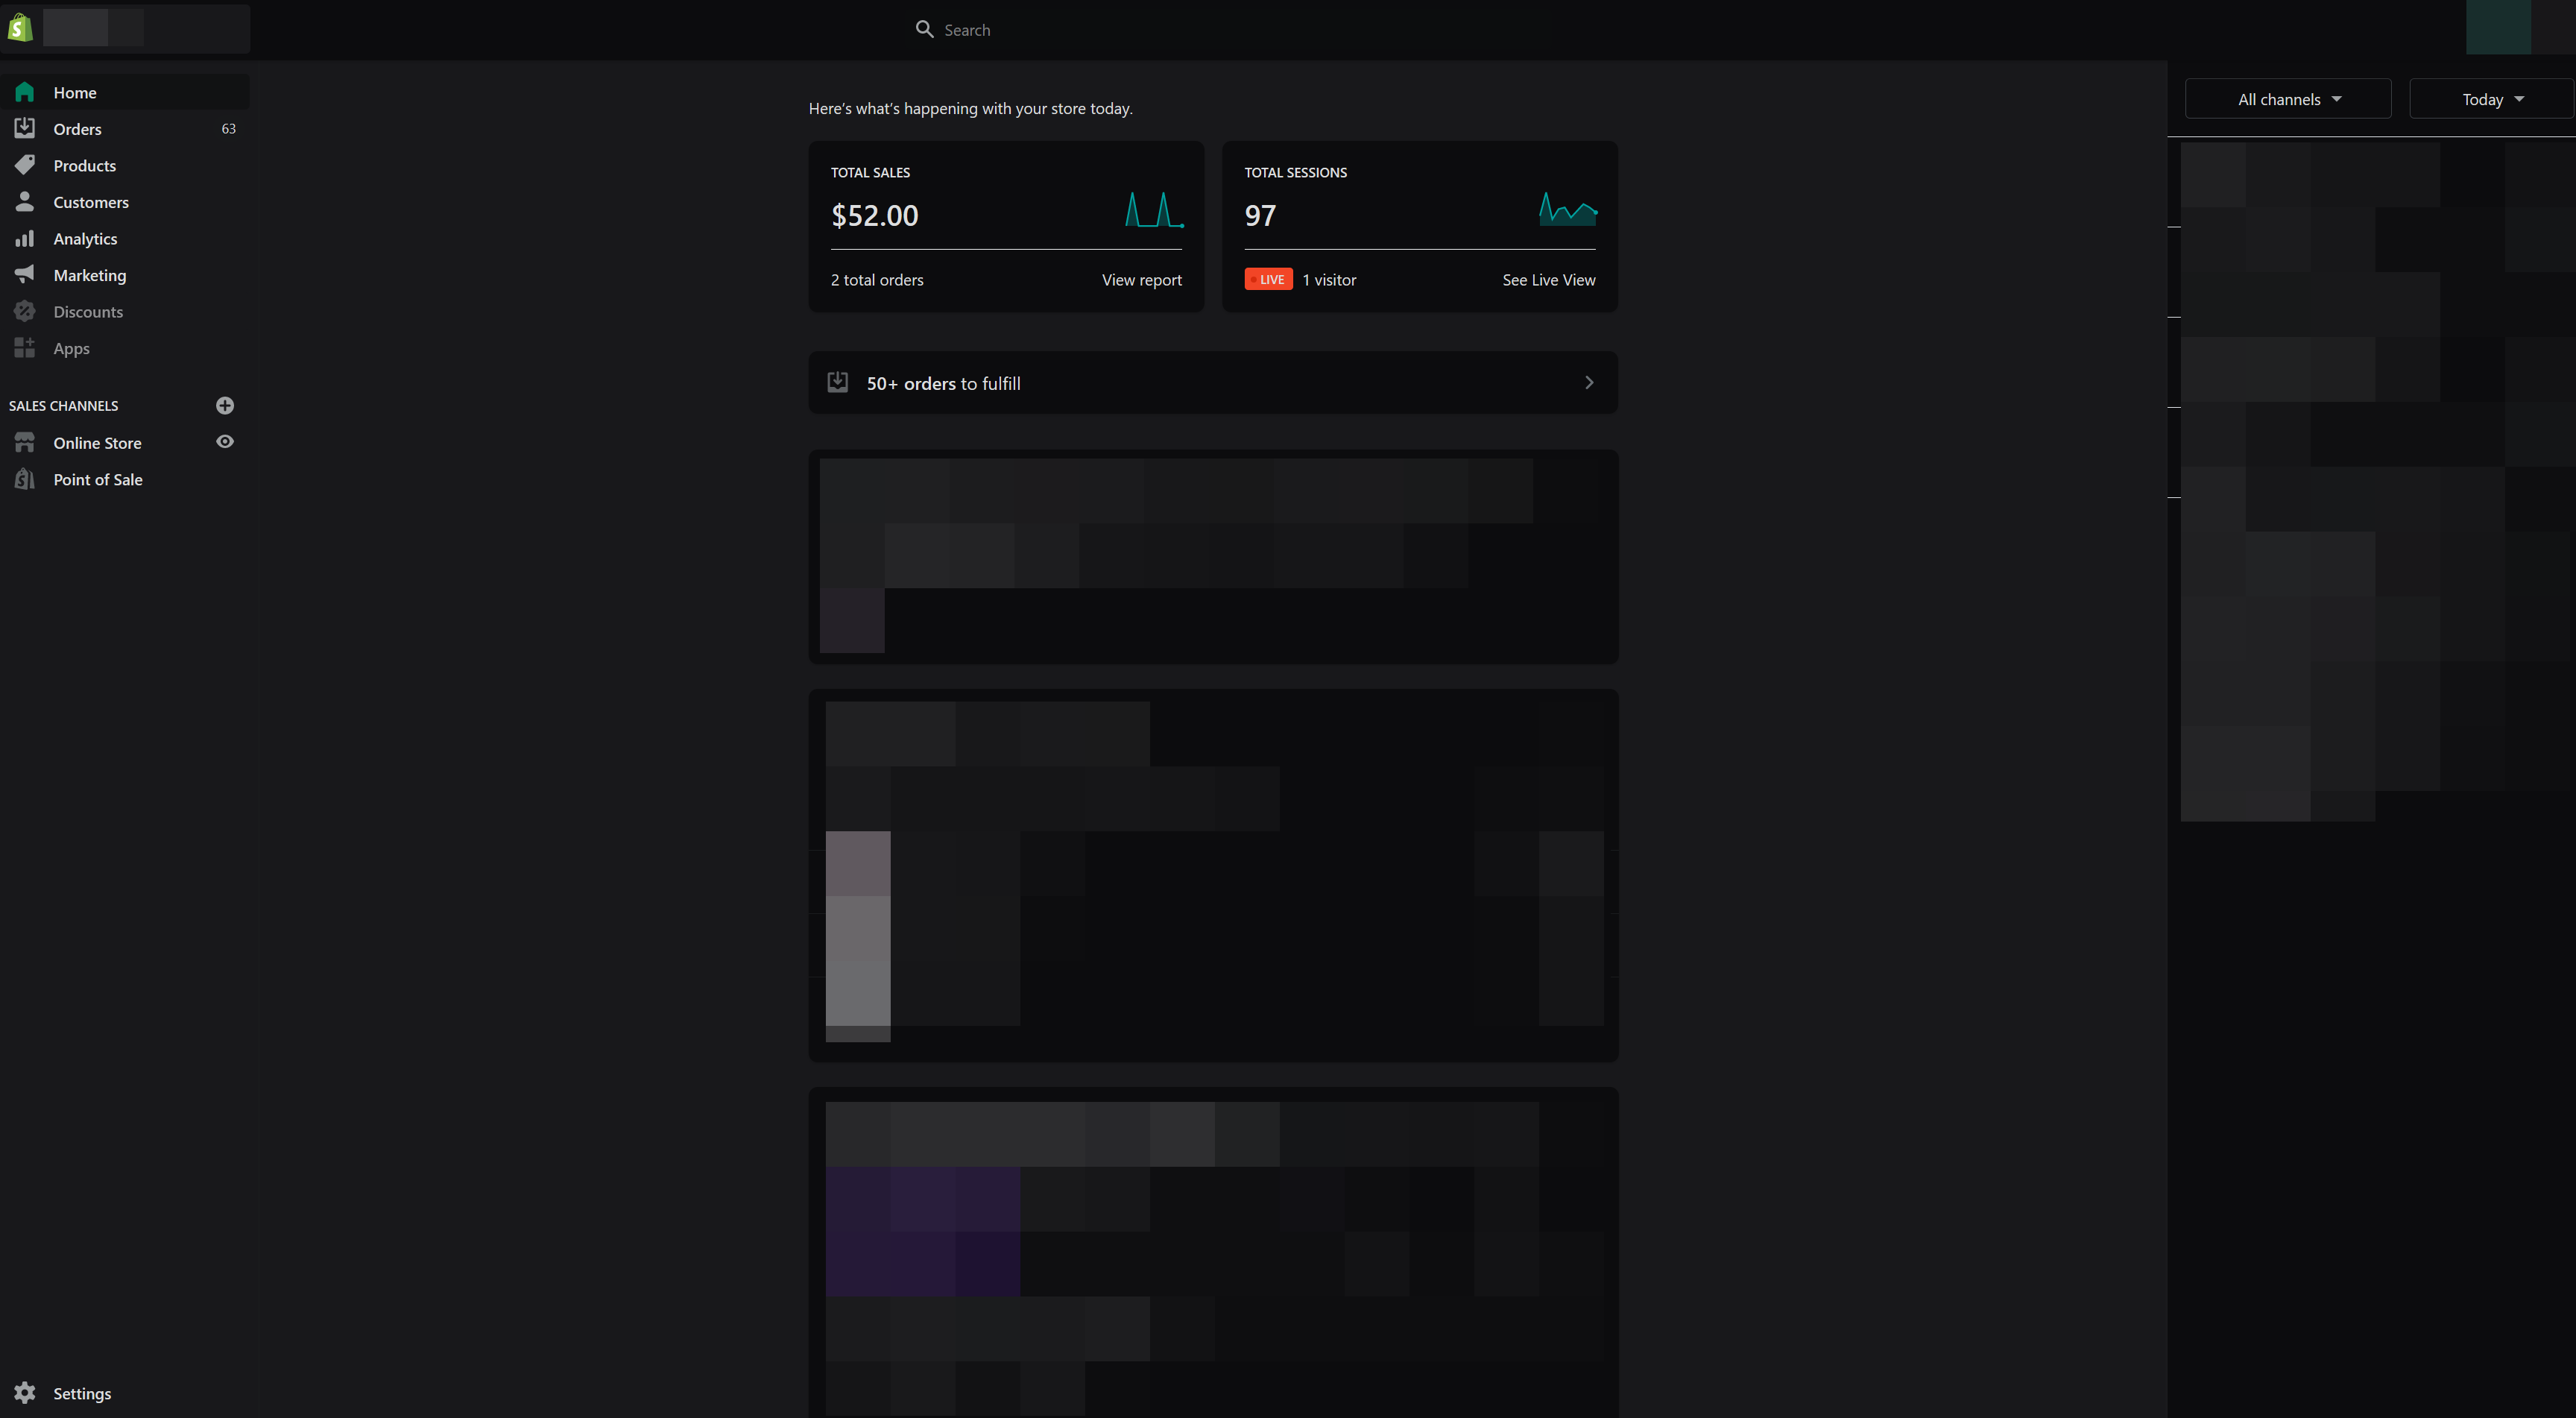 Search
Home
Orders 63
Products
Customers
Analytics
Marketing
Discounts
Apps
SALES CHANNELS
Online Store
Point of Sale
Settings
Here’s what’s happening with your store today.
TOTAL SALES
$52.00
2 total orders View report
TOTAL SESSIONS
97
LIVE 1 visitor See Live View
50+ orders to fulfill
All channels Today